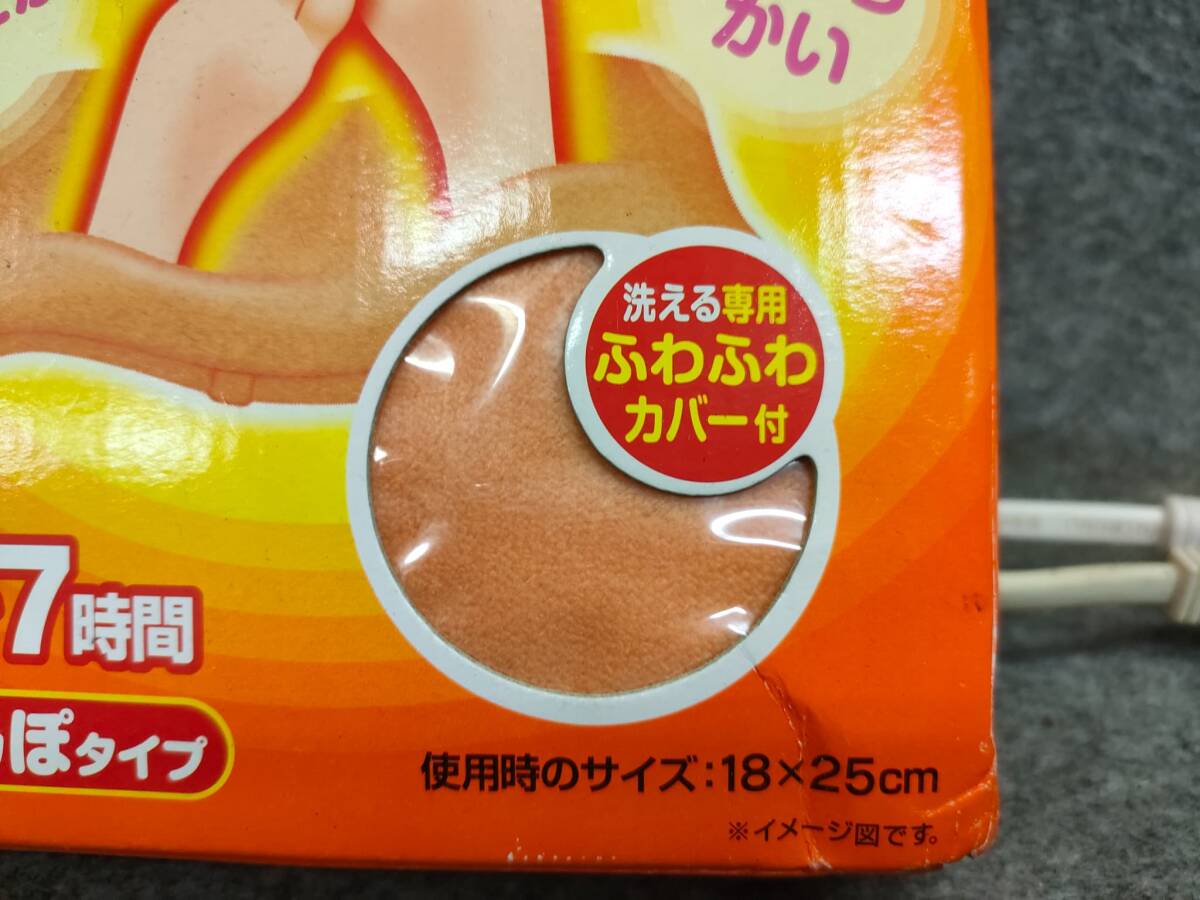 かい
洗える専用
ふわふわ
カバー付
7時間
ぽタイプ
使用時のサイズ:18×25cm
※イメージ図です。